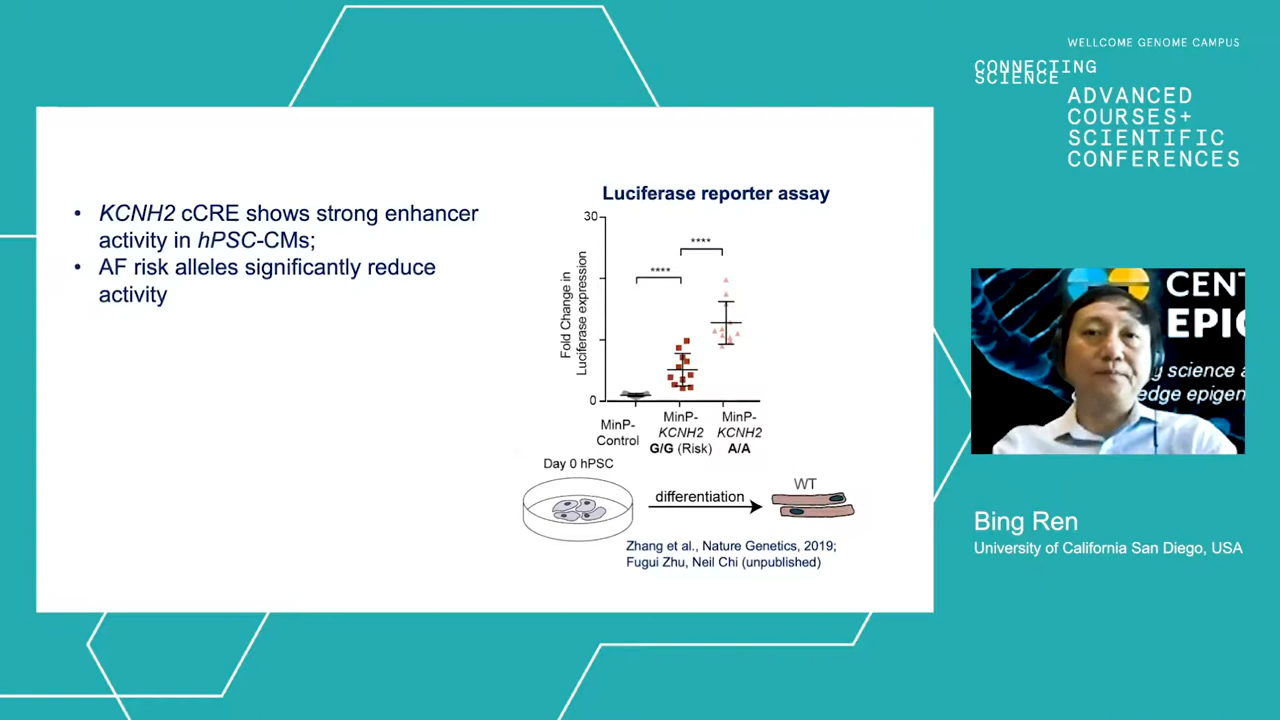 WELLCOME GENOME CAMPUS
CONNECTING
SCIENCE
ADVANCED
COURSES+
SCIENTIFIC
CONFERENCES
• KCNH2 cCRE shows strong enhancer
activity in hPSC-CMs;
• AF risk alleles significantly reduce
activity
Luciferase reporter assay
30
0
Fold Change in
Luciferase expression
****
****
MinP-
Control
MinP-
KCNH2
G/G (Risk)
MinP-
KCNH2
A/A
Day 0 hPSC
differentiation
WT
Zhang et al., Nature Genetics, 2019;
Fugui Zhu, Neil Chi (unpublished)
CENT
EPIG
g science a
edge epigen
Bing Ren
University of California San Diego, USA